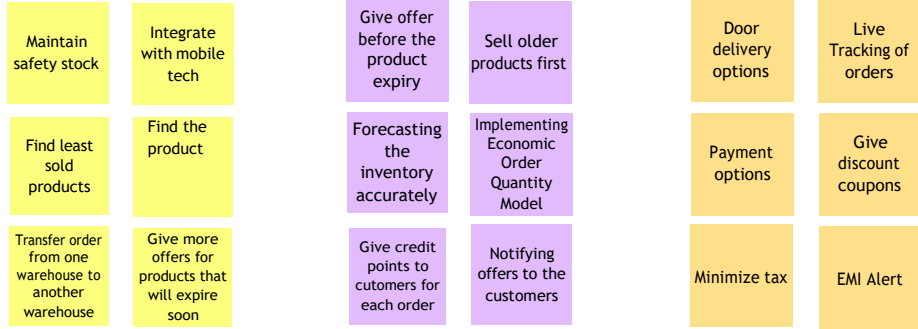 Maintain
safety stock
Integrate
with mobile
tech
Find least
sold
products
Find the
product
Transfer order
from one
warehouse to
another
warehouse
Give more
offers for
products that
will expire
soon
Give offer
before the
product
expiry
Sell older
products first
Forecasting
the
inventory
accurately
Implementing
Economic
Order
Quantity
Model
Give credit
points to
cutomers for
each order
Notifying
offers to the
customers
Door
delivery
options
Live
Tracking of
orders
Payment
options
Give
discount
coupons
Minimize tax
EMI Alert